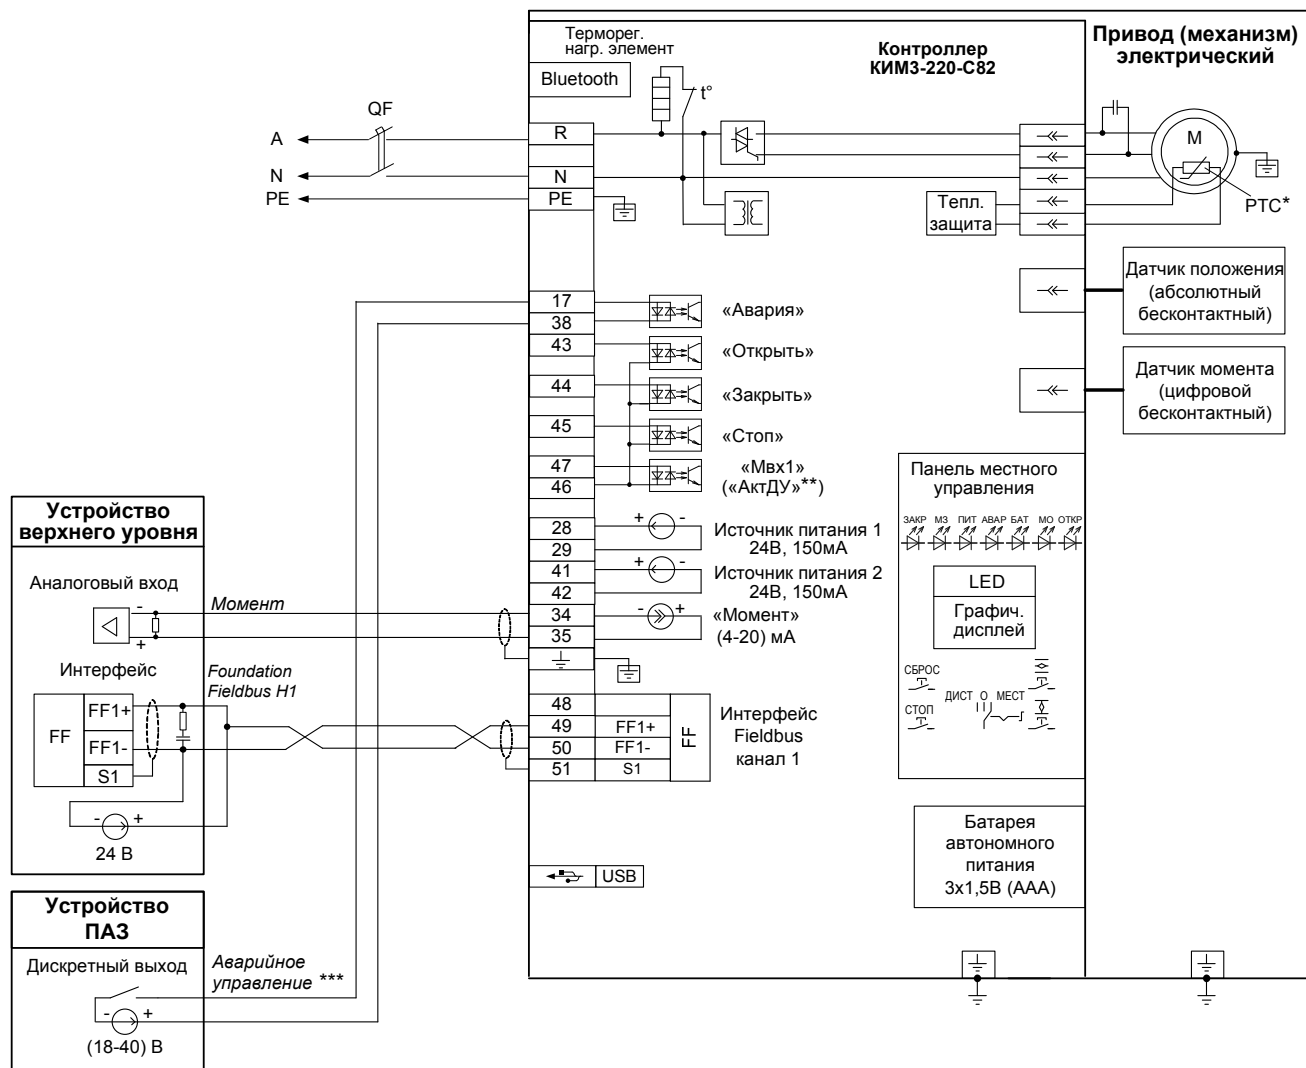 Терморег.
нагр. элемент
Bluetooth
t°
Контроллер
КИМ3-220-С82
Привод (механизм)
электрический
QF
A
N
PE
R
N
PE
M
PTC*
Тепл.
защита
Датчик положения
(абсолютный
бесконтактный)
Датчик момента
(цифровой
бесконтактный)
17
38
«Авария»
43
«Открыть»
44
«Закрыть»
45
«Стоп»
47
46
«Мвх1»
(«АктДУ»**)
28
29
+ -
Источник питания 1
24В, 150мА
41
42
+ -
Источник питания 2
24В, 150мА
34
35
- +
«Момент»
(4-20) мА
48
49 FF1+
50 FF1-
51 S1
FF
Интерфейс
Fieldbus
канал 1
USB
Панель местного
управления
ЗАКР МЗ ПИТ АВАР БАТ МО ОТКР
LED
Графич.
дисплей
СБРОС
СТОП
ДИСТ О МЕСТ
Батарея
автономного
питания
3x1,5В (ААА)
Устройство
верхнего уровня
Аналоговый вход
-
+
Момент
Интерфейс
Foundation
Fieldbus H1
FF
FF1+
FF1-
S1
- +
24 В
Устройство
ПАЗ
Дискретный выход
Аварийное
управление ***
- +
(18-40) В